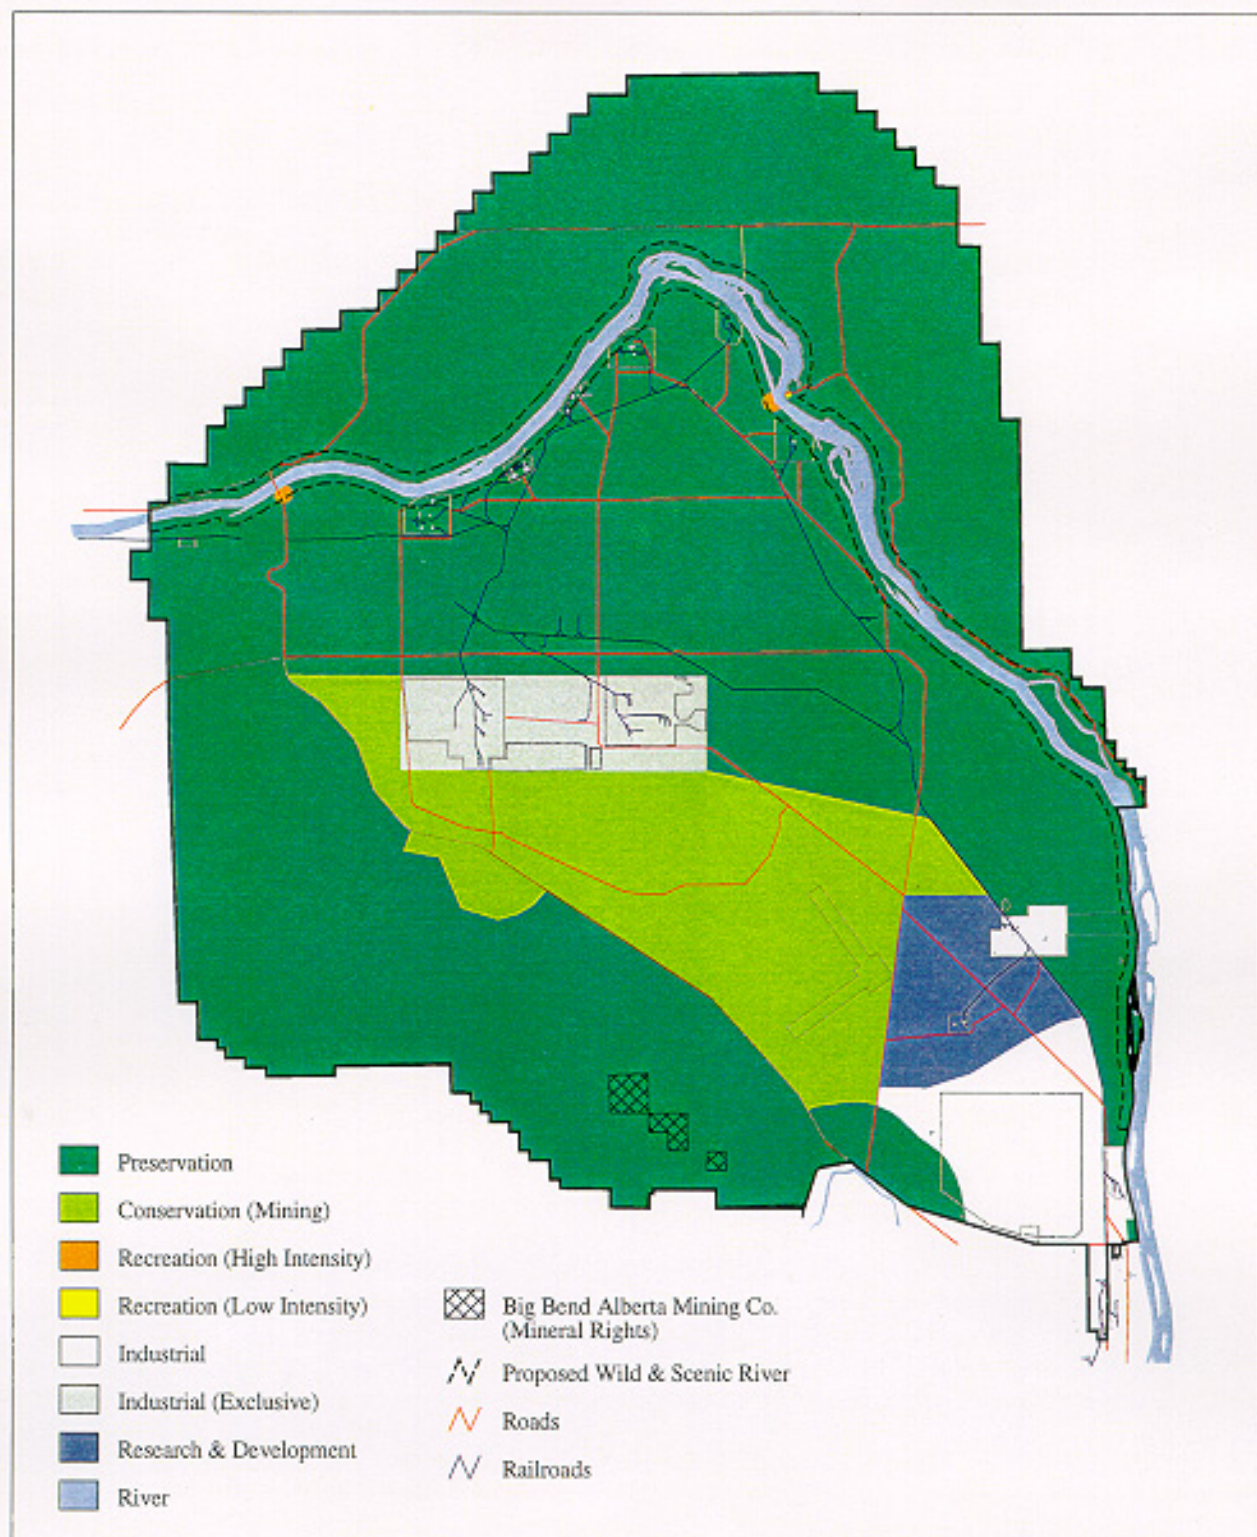 Preservation
Conservation (Mining)
Recreation (High Intensity)
Recreation (Low Intensity)
Industrial
Industrial (Exclusive)
Research & Development
River
Big Bend Alberta Mining Co.
(Mineral Rights)
Proposed Wild & Scenic River
Roads
Railroads